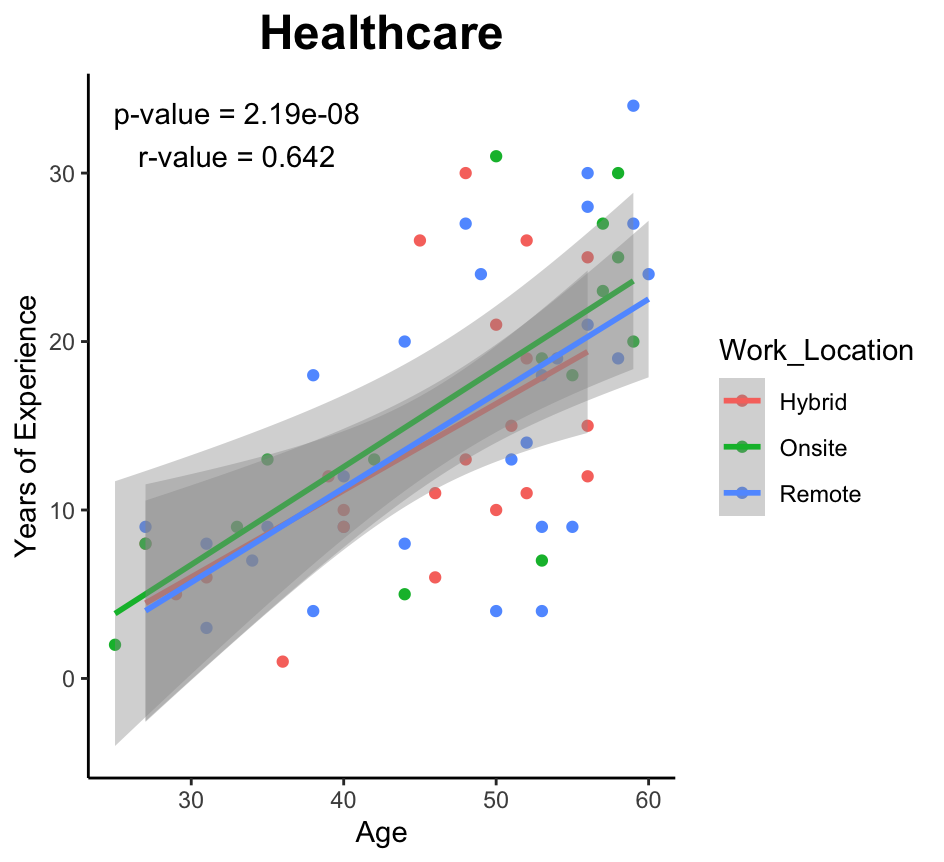 Healthcare
p-value = 2.19e-08
r-value = 0.642
Years of Experience
30
20
10
0
30 40 50 60
Age
Work_Location
Hybrid
Onsite
Remote